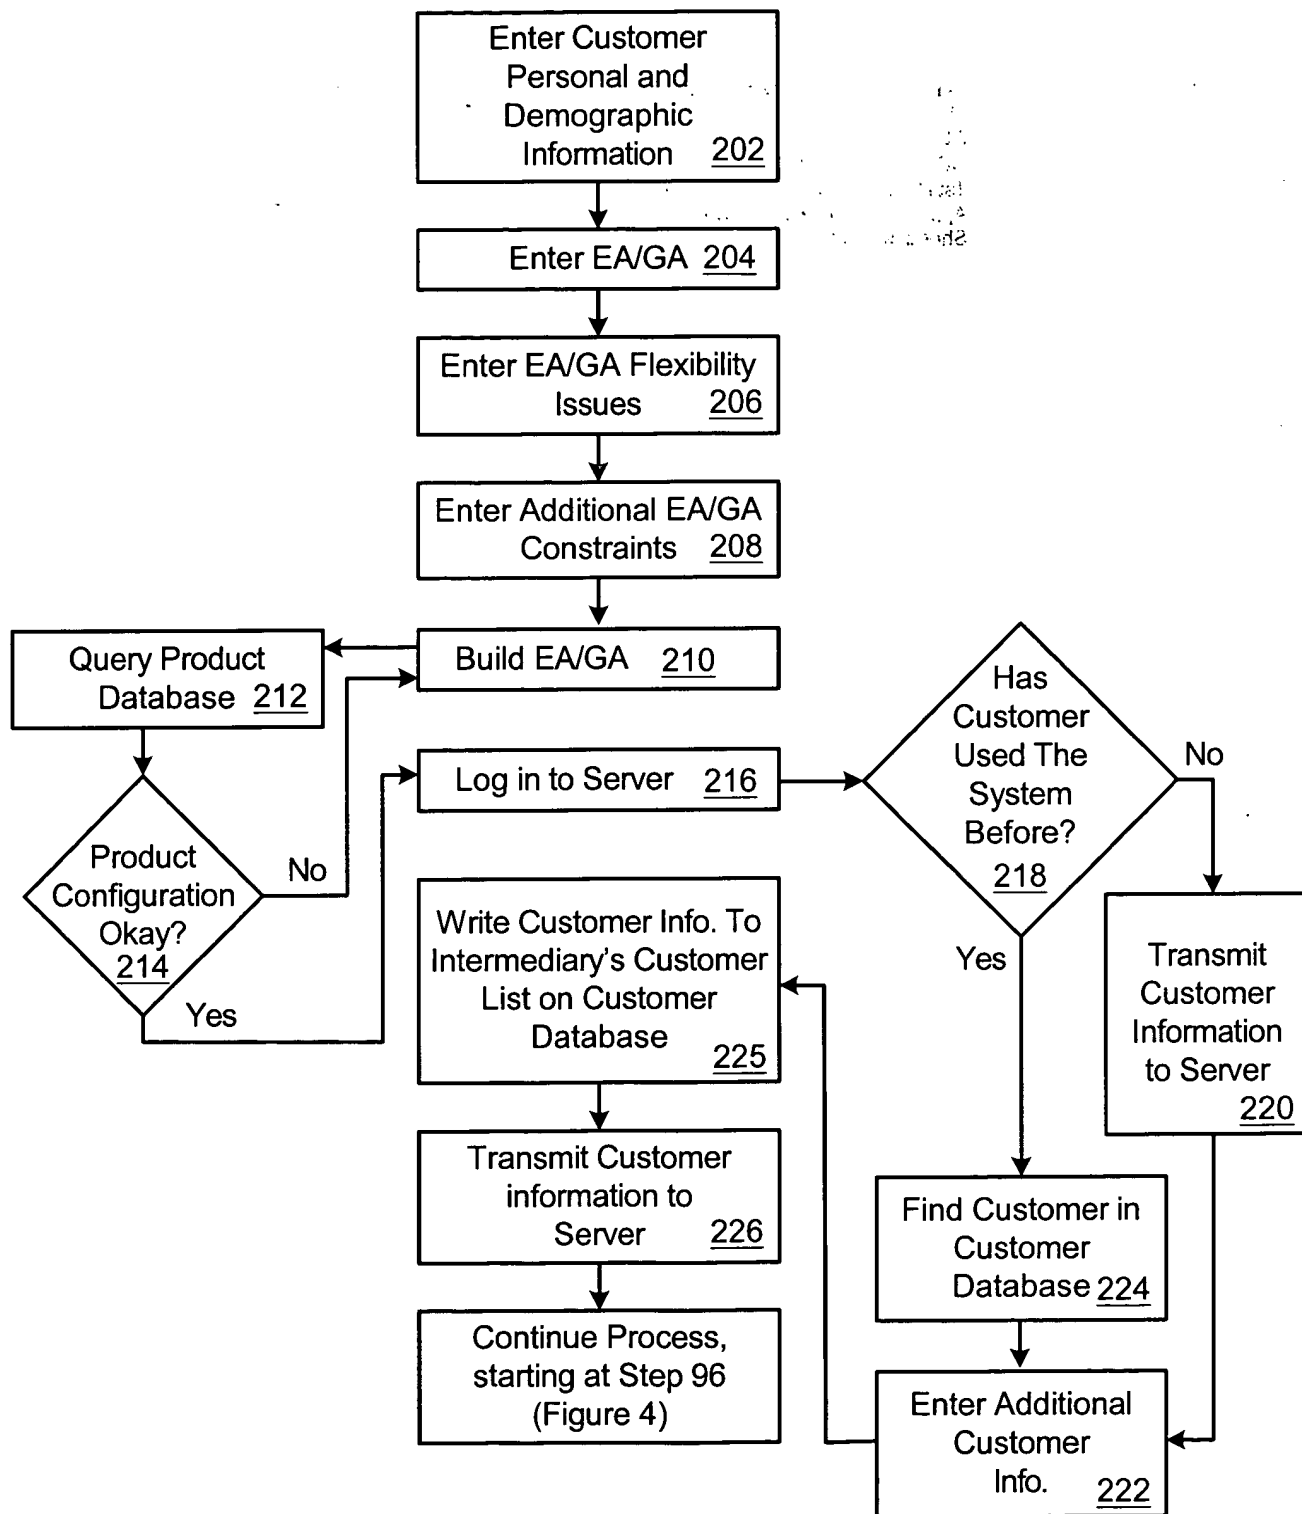 Enter Customer
Personal and
Demographic
Information 202
Enter EA/GA 204
Enter EA/GA Flexibility
Issues 206
Enter Additional EA/GA
Constraints 208
Build EA/GA 210
Query Product
Database 212
Product
Configuration
Okay?
214
No
Yes
Log in to Server 216
Has
Customer
Used The
System
Before?
218
No
Yes
Transmit
Customer
Information
to Server
220
Find Customer in
Customer
Database 224
Enter Additional
Customer
Info.
222
Write Customer Info. To
Intermediary's Customer
List on Customer
Database
225
Transmit Customer
information to
Server 226
Continue Process,
starting at Step 96
(Figure 4)